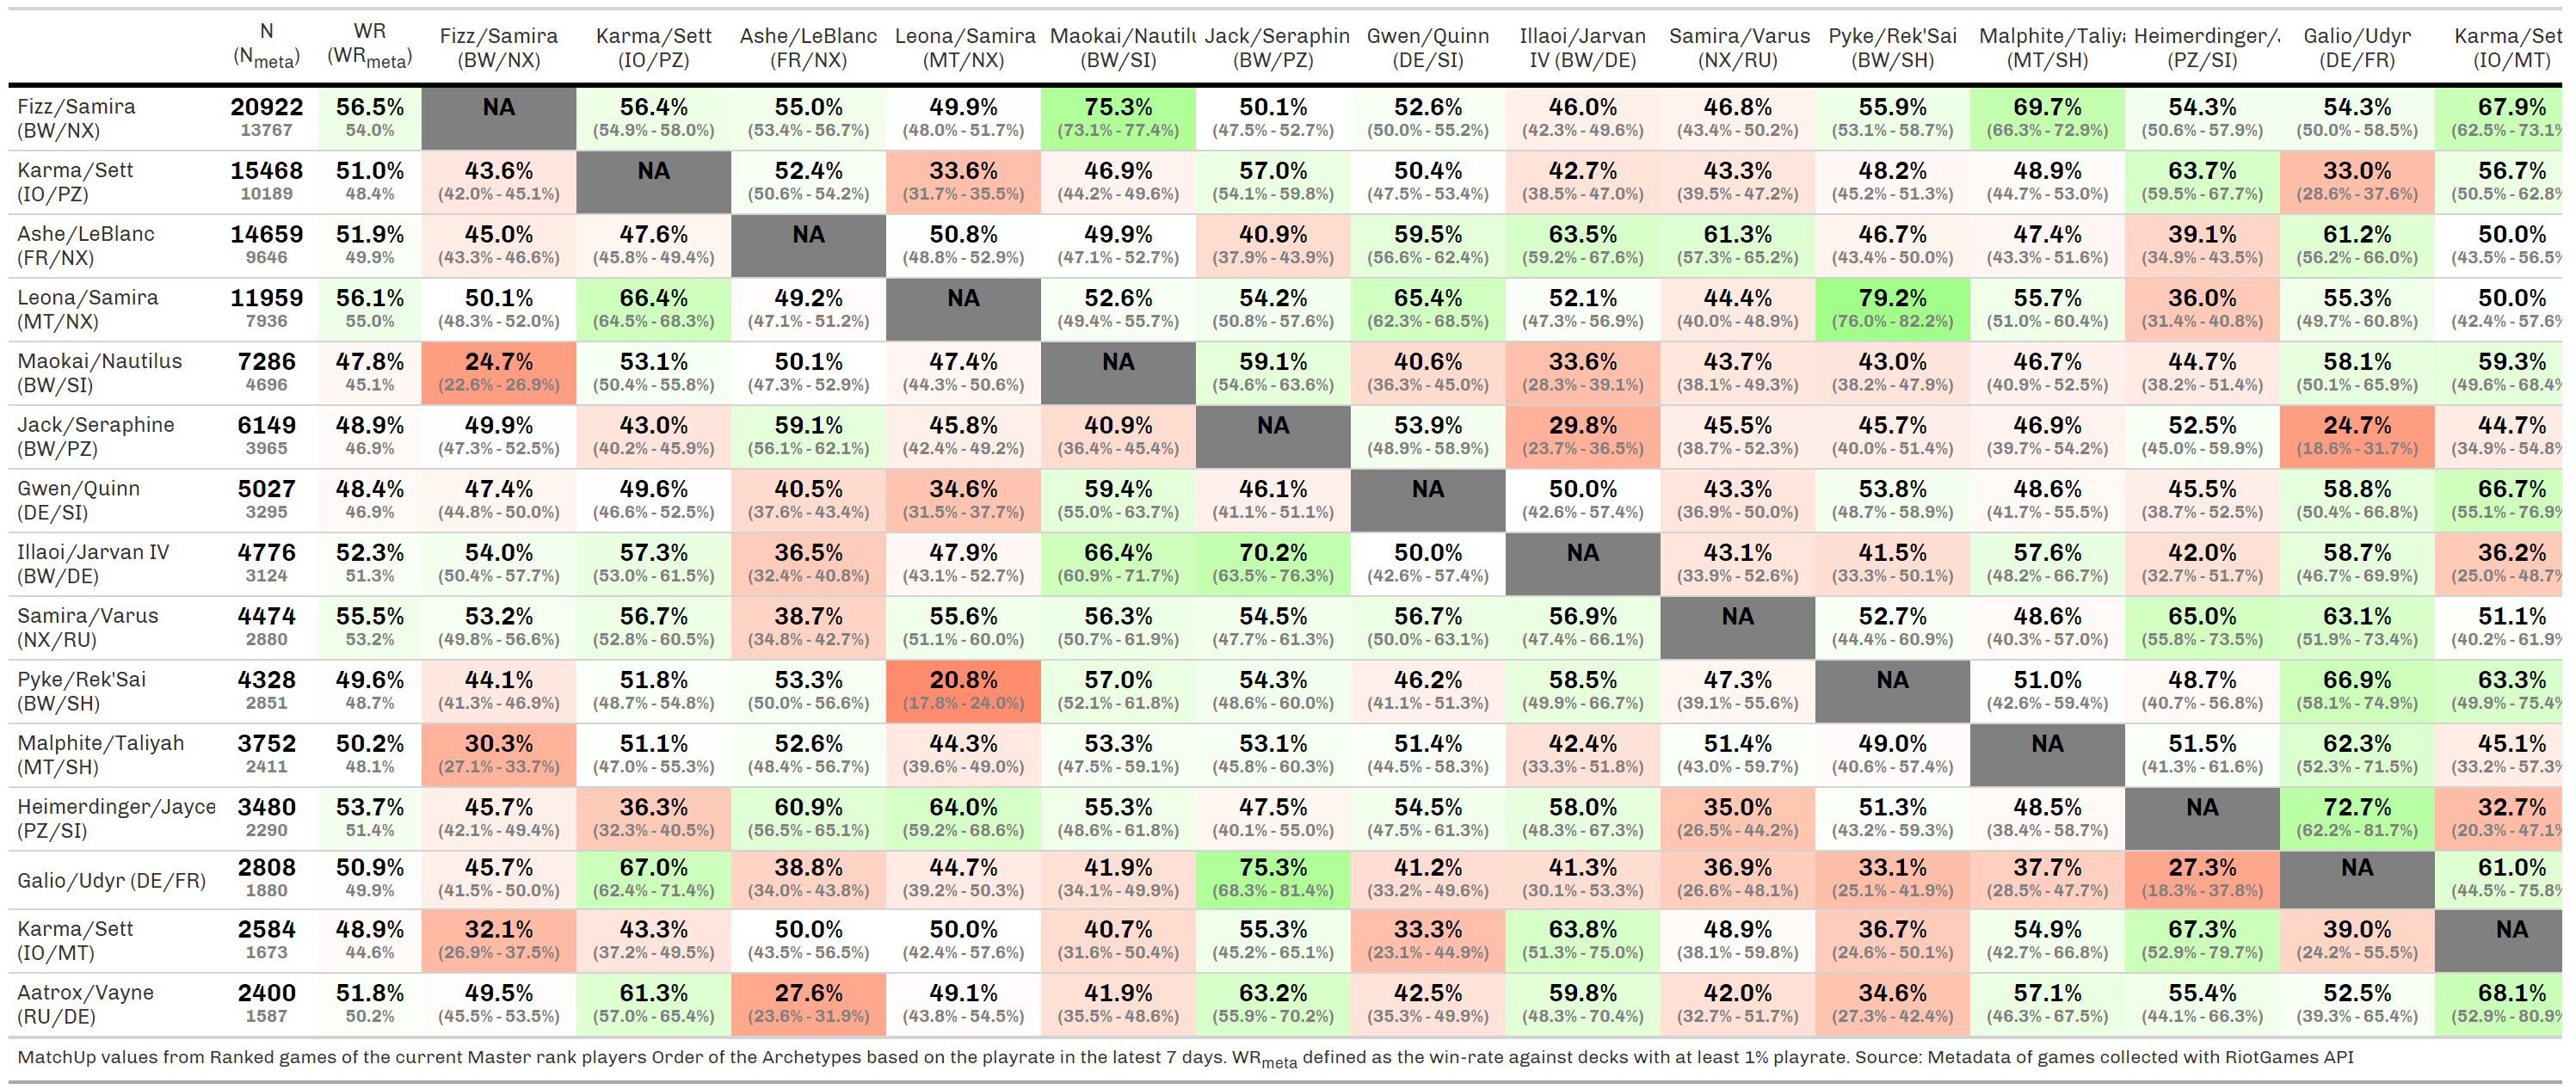 N WR Fizz/Samira Karma/Sett Ashe/LeBlanc Leona/Samira Maokai/Nautilu Jack/Seraphin Gwen/Quinn Illaoi/Jarvan Samira/Varus Pyke/Rek'Sai Malphite/Taliya Heimerdinger/J Galio/Udyr Karma/Set
(Nmeta) (WRmeta) (BW/NX) (IO/PZ) (FR/NX) (MT/NX) (BW/SI) (BW/PZ) (DE/SI) IV (BW/DE) (NX/RU) (BW/SH) (MT/SH) (PZ/SI) (DE/FR) (IO/MT)
Fizz/Samira 20922 56.5% NA 56.4% 55.0% 49.9% 75.3% 50.1% 52.6% 46.0% 46.8% 55.9% 69.7% 54.3% 54.3% 67.9%
(BW/NX) 13767 54.0% (54.9% - 58.0%) (53.4% - 56.7%) (48.0% - 51.7%) (73.1% - 77.4%) (47.5% - 52.7%) (50.0% - 55.2%) (42.3% - 49.6%) (43.4% - 50.2%) (53.1% - 58.7%) (66.3% - 72.9%) (50.6% - 57.9%) (50.0% - 58.5%) (62.5% - 73.1%
Karma/Sett 15468 51.0% 43.6% NA 52.4% 33.6% 46.9% 57.0% 50.4% 42.7% 43.3% 48.2% 48.9% 63.7% 33.0% 56.7%
(IO/PZ) 10189 48.4% (42.0% - 45.1%) (50.6% - 54.2%) (31.7% - 35.5%) (44.2% - 49.6%) (54.1% - 59.8%) (47.5% - 53.4%) (38.5% - 47.0%) (39.5% - 47.2%) (45.2% - 51.3%) (44.7% - 53.0%) (59.5% - 67.7%) (28.6% - 37.6%) (50.5% - 62.8%
Ashe/LeBlanc 14659 51.9% 45.0% 47.6% NA 50.8% 49.9% 40.9% 59.5% 63.5% 61.3% 46.7% 47.4% 39.1% 61.2% 50.0%
(FR/NX) 9646 49.9% (43.3% - 46.6%) (45.8% - 49.4%) (48.8% - 52.9%) (47.1% - 52.7%) (37.9% - 43.9%) (56.6% - 62.4%) (59.2% - 67.6%) (57.3% - 65.2%) (43.4% - 50.0%) (43.3% - 51.6%) (34.9% - 43.5%) (56.2% - 66.0%) (43.5% - 56.5%
Leona/Samira 11959 56.1% 50.1% 66.4% 49.2% NA 52.6% 54.2% 65.4% 52.1% 44.4% 79.2% 55.7% 36.0% 55.3% 50.0%
(MT/NX) 7936 55.0% (48.3% - 52.0%) (64.5% - 68.3%) (47.1% - 51.2%) (49.4% - 55.7%) (50.8% - 57.6%) (62.3% - 68.5%) (47.3% - 56.9%) (40.0% - 48.9%) (76.0% - 82.2%) (51.0% - 60.4%) (31.4% - 40.8%) (49.7% - 60.8%) (42.4% - 57.6%
Maokai/Nautilus 7286 47.8% 24.7% 53.1% 50.1% 47.4% NA 59.1% 40.6% 33.6% 43.7% 43.0% 46.7% 44.7% 58.1% 59.3%
(BW/SI) 4696 45.1% (22.6% - 26.9%) (50.4% - 55.8%) (47.3% - 52.9%) (44.3% - 50.6%) (54.6% - 63.6%) (36.3% - 45.0%) (28.3% - 39.1%) (38.1% - 49.3%) (38.2% - 47.9%) (40.9% - 52.5%) (38.2% - 51.4%) (50.1% - 65.9%) (49.6% - 68.4%
Jack/Seraphine 6149 48.9% 49.9% 43.0% 59.1% 45.8% 40.9% NA 53.9% 29.8% 45.5% 45.7% 46.9% 52.5% 24.7% 44.7%
(BW/PZ) 3965 46.9% (47.3% - 52.5%) (40.2% - 45.9%) (56.1% - 62.1%) (42.4% - 49.2%) (36.4% - 45.4%) (48.9% - 58.9%) (23.7% - 36.5%) (38.7% - 52.3%) (40.0% - 51.4%) (39.7% - 54.2%) (45.0% - 59.9%) (18.6% - 31.7%) (34.9% - 54.8%
Gwen/Quinn 5027 48.4% 47.4% 49.6% 40.5% 34.6% 59.4% 46.1% NA 50.0% 43.3% 53.8% 48.6% 45.5% 58.8% 66.7%
(DE/SI) 3295 46.9% (44.8% - 50.0%) (46.6% - 52.5%) (37.6% - 43.4%) (31.5% - 37.7%) (55.0% - 63.7%) (41.1% - 51.1%) (42.6% - 57.4%) (36.9% - 50.0%) (48.7% - 58.9%) (41.7% - 55.5%) (38.7% - 52.5%) (50.4% - 66.8%) (55.1% - 76.9%
Illaoi/Jarvan IV 4776 52.3% 54.0% 57.3% 36.5% 47.9% 66.4% 70.2% 50.0% NA 43.1% 41.5% 57.6% 42.0% 58.7% 36.2%
(BW/DE) 3124 51.3% (50.4% - 57.7%) (53.0% - 61.5%) (32.4% - 40.8%) (43.1% - 52.7%) (60.9% - 71.7%) (63.5% - 76.3%) (42.6% - 57.4%) (33.9% - 52.6%) (33.3% - 50.1%) (48.2% - 66.7%) (32.7% - 51.7%) (46.7% - 69.9%) (25.0% - 48.7%
Samira/Varus 4474 55.5% 53.2% 56.7% 38.7% 55.6% 56.3% 54.5% 56.7% 56.9% NA 52.7% 48.6% 65.0% 63.1% 51.1%
(NX/RU) 2880 53.2% (49.8% - 56.6%) (52.8% - 60.5%) (34.8% - 42.7%) (51.1% - 60.0%) (50.7% - 61.9%) (47.7% - 61.3%) (50.0% - 63.1%) (47.4% - 66.1%) (44.4% - 60.9%) (40.3% - 57.0%) (55.8% - 73.5%) (51.9% - 73.4%) (40.2% - 61.9%
Pyke/Rek'Sai 4328 49.6% 44.1% 51.8% 53.3% 20.8% 57.0% 54.3% 46.2% 58.5% 47.3% NA 51.0% 48.7% 66.9% 63.3%
(BW/SH) 2851 48.7% (41.3% - 46.9%) (48.7% - 54.8%) (50.0% - 56.6%) (17.8% - 24.0%) (52.1% - 61.8%) (48.6% - 60.0%) (41.1% - 51.3%) (49.9% - 66.7%) (39.1% - 55.6%) (42.6% - 59.4%) (40.7% - 56.8%) (58.1% - 74.9%) (49.9% - 75.4%
Malphite/Taliyah 3752 50.2% 30.3% 51.1% 52.6% 44.3% 53.3% 53.1% 51.4% 42.4% 51.4% 49.0% NA 51.5% 62.3% 45.1%
(MT/SH) 2411 48.1% (27.1% - 33.7%) (47.0% - 55.3%) (48.4% - 56.7%) (39.6% - 49.0%) (47.5% - 59.1%) (45.8% - 60.3%) (44.5% - 58.3%) (33.3% - 51.8%) (43.0% - 59.7%) (40.6% - 57.4%) (41.3% - 61.6%) (52.3% - 71.5%) (33.2% - 57.3%
Heimerdinger/Jayce 3480 53.7% 45.7% 36.3% 60.9% 64.0% 55.3% 47.5% 54.5% 58.0% 35.0% 51.3% 48.5% NA 72.7% 32.7%
(PZ/SI) 2290 51.4% (42.1% - 49.4%) (32.3% - 40.5%) (56.5% - 65.1%) (59.2% - 68.6%) (48.6% - 61.8%) (40.1% - 55.0%) (47.5% - 61.3%) (48.3% - 67.3%) (26.5% - 44.2%) (43.2% - 59.3%) (38.4% - 58.7%) (62.2% - 81.7%) (20.3% - 47.1%
Galio/Udyr (DE/FR) 2808 50.9% 45.7% 67.0% 38.8% 44.7% 41.9% 75.3% 41.2% 41.3% 36.9% 33.1% 37.7% 27.3% NA 61.0%
1880 49.9% (41.5% - 50.0%) (62.4% - 71.4%) (34.0% - 43.8%) (39.2% - 50.3%) (34.1% - 49.9%) (68.3% - 81.4%) (33.2% - 49.6%) (30.1% - 53.3%) (26.6% - 48.1%) (25.1% - 41.9%) (28.5% - 47.7%) (18.3% - 37.8%) (44.5% - 75.8%
Karma/Sett 2584 48.9% 32.1% 43.3% 50.0% 50.0% 40.7% 55.3% 33.3% 63.8% 48.9% 36.7% 54.9% 67.3% 39.0% NA
(IO/MT) 1673 44.6% (26.9% - 37.5%) (37.2% - 49.5%) (43.5% - 56.5%) (42.4% - 57.6%) (31.6% - 50.4%) (45.2% - 65.1%) (23.1% - 44.9%) (51.3% - 75.0%) (38.1% - 59.8%) (24.6% - 50.1%) (42.7% - 66.8%) (52.9% - 79.7%) (24.2% - 55.5%)
Aatrox/Vayne 2400 51.8% 49.5% 61.3% 27.6% 49.1% 41.9% 63.2% 42.5% 59.8% 42.0% 34.6% 57.1% 55.4% 52.5% 68.1%
(RU/DE) 1587 50.2% (45.5% - 53.5%) (57.0% - 65.4%) (23.6% - 31.9%) (43.8% - 54.5%) (35.5% - 48.6%) (55.9% - 70.2%) (35.3% - 49.9%) (48.3% - 70.4%) (32.7% - 51.7%) (27.3% - 42.4%) (46.3% - 67.5%) (44.1% - 66.3%) (39.3% - 65.4%) (52.9% - 80.9%
MatchUp values from Ranked games of the current Master rank players Order of the Archetypes based on the playrate in the latest 7 days. WRmeta defined as the win-rate against decks with at least 1% playrate. Source: Metadata of games collected with RiotGames API